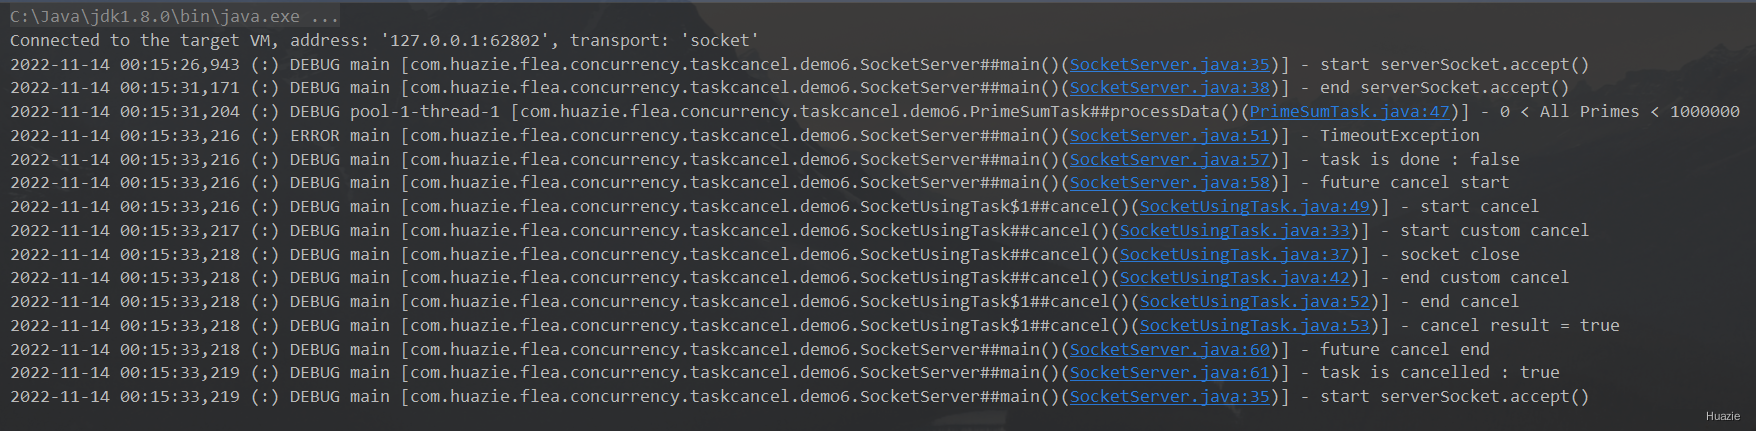 C:\Java\jdk1.8.0\bin\java.exe ...
Connected to the target VM, address: '127.0.0.1:62802', transport: 'socket'
2022-11-14 00:15:26,943 (:) DEBUG main [com.huazie.flea.concurrency.taskcancel.demo6.SocketServer##main()(SocketServer.java:35)] - start serverSocket.accept()
2022-11-14 00:15:31,171 (:) DEBUG main [com.huazie.flea.concurrency.taskcancel.demo6.SocketServer##main()(SocketServer.java:38)] - end serverSocket.accept()
2022-11-14 00:15:31,204 (:) DEBUG pool-1-thread-1 [com.huazie.flea.concurrency.taskcancel.demo6.PrimeSumTask##processData()(PrimeSumTask.java:47)] - 0 < All Primes < 1000000
2022-11-14 00:15:33,216 (:) ERROR main [com.huazie.flea.concurrency.taskcancel.demo6.SocketServer##main()(SocketServer.java:51)] - TimeoutException
2022-11-14 00:15:33,216 (:) DEBUG main [com.huazie.flea.concurrency.taskcancel.demo6.SocketServer##main()(SocketServer.java:57)] - task is done : false
2022-11-14 00:15:33,216 (:) DEBUG main [com.huazie.flea.concurrency.taskcancel.demo6.SocketServer##main()(SocketServer.java:58)] - future cancel start
2022-11-14 00:15:33,216 (:) DEBUG main [com.huazie.flea.concurrency.taskcancel.demo6.SocketUsingTask$1##cancel()(SocketUsingTask.java:49)] - start cancel
2022-11-14 00:15:33,217 (:) DEBUG main [com.huazie.flea.concurrency.taskcancel.demo6.SocketUsingTask##cancel()(SocketUsingTask.java:33)] - start custom cancel
2022-11-14 00:15:33,218 (:) DEBUG main [com.huazie.flea.concurrency.taskcancel.demo6.SocketUsingTask##cancel()(SocketUsingTask.java:37)] - socket close
2022-11-14 00:15:33,218 (:) DEBUG main [com.huazie.flea.concurrency.taskcancel.demo6.SocketUsingTask##cancel()(SocketUsingTask.java:42)] - end custom cancel
2022-11-14 00:15:33,218 (:) DEBUG main [com.huazie.flea.concurrency.taskcancel.demo6.SocketUsingTask$1##cancel()(SocketUsingTask.java:52)] - end cancel
2022-11-14 00:15:33,218 (:) DEBUG main [com.huazie.flea.concurrency.taskcancel.demo6.SocketUsingTask$1##cancel()(SocketUsingTask.java:53)] - cancel result = true
2022-11-14 00:15:33,218 (:) DEBUG main [com.huazie.flea.concurrency.taskcancel.demo6.SocketServer##main()(SocketServer.java:60)] - future cancel end
2022-11-14 00:15:33,219 (:) DEBUG main [com.huazie.flea.concurrency.taskcancel.demo6.SocketServer##main()(SocketServer.java:61)] - task is cancelled : true
2022-11-14 00:15:33,219 (:) DEBUG main [com.huazie.flea.concurrency.taskcancel.demo6.SocketServer##main()(SocketServer.java:35)] - start serverSocket.accept()
Huazie